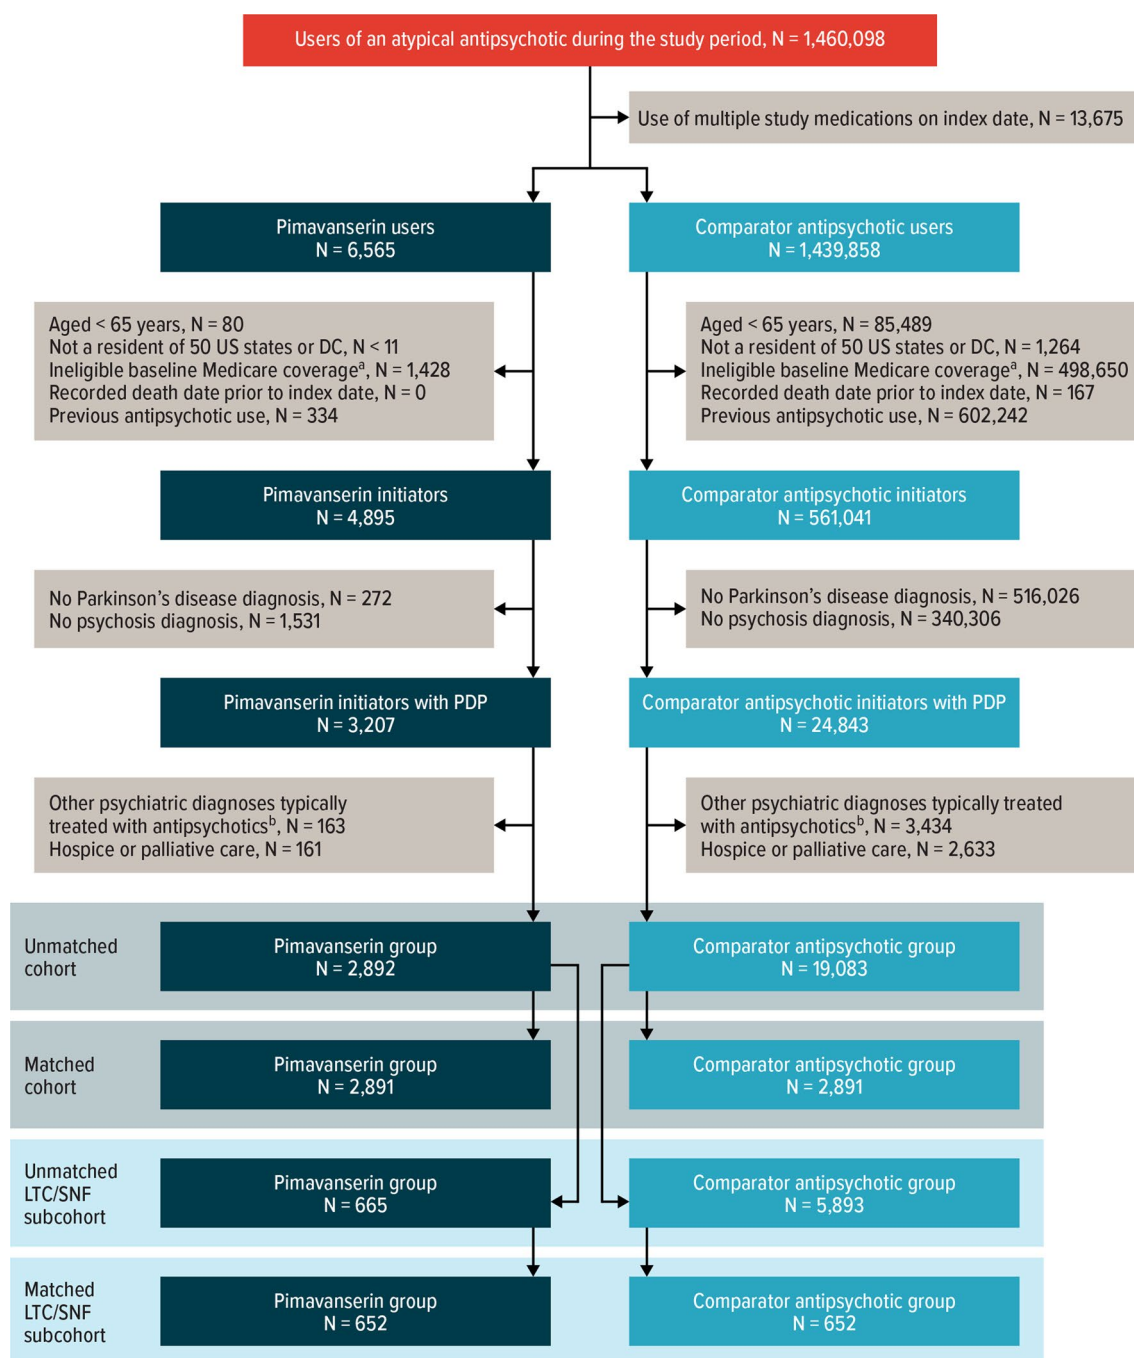 Users of an atypical antipsychotic during the study period, N = 1,460,098
Use of multiple study medications on index date, N = 13,675
Pimavanserin users
N = 6,565
Comparator antipsychotic users
N = 1,439,858
Aged < 65 years, N = 80
Not a resident of 50 US states or DC, N < 11
Ineligible baseline Medicare coverageᵃ, N = 1,428
Recorded death date prior to index date, N = 0
Previous antipsychotic use, N = 334
Aged < 65 years, N = 85,489
Not a resident of 50 US states or DC, N = 1,264
Ineligible baseline Medicare coverageᵃ, N = 498,650
Recorded death date prior to index date, N = 167
Previous antipsychotic use, N = 602,242
Pimavanserin initiators
N = 4,895
Comparator antipsychotic initiators
N = 561,041
No Parkinson’s disease diagnosis, N = 272
No psychosis diagnosis, N = 1,531
No Parkinson’s disease diagnosis, N = 516,026
No psychosis diagnosis, N = 340,306
Pimavanserin initiators with PDP
N = 3,207
Comparator antipsychotic initiators with PDP
N = 24,843
Other psychiatric diagnoses typically
treated with antipsychoticsᵇ, N = 163
Hospice or palliative care, N = 161
Other psychiatric diagnoses typically treated
with antipsychoticsᵇ, N = 3,434
Hospice or palliative care, N = 2,633
Unmatched
cohort
Pimavanserin group
N = 2,892
Comparator antipsychotic group
N = 19,083
Matched
cohort
Pimavanserin group
N = 2,891
Comparator antipsychotic group
N = 2,891
Unmatched
LTC/SNF
subcohort
Pimavanserin group
N = 665
Comparator antipsychotic group
N = 5,893
Matched
LTC/SNF
subcohort
Pimavanserin group
N = 652
Comparator antipsychotic group
N = 652